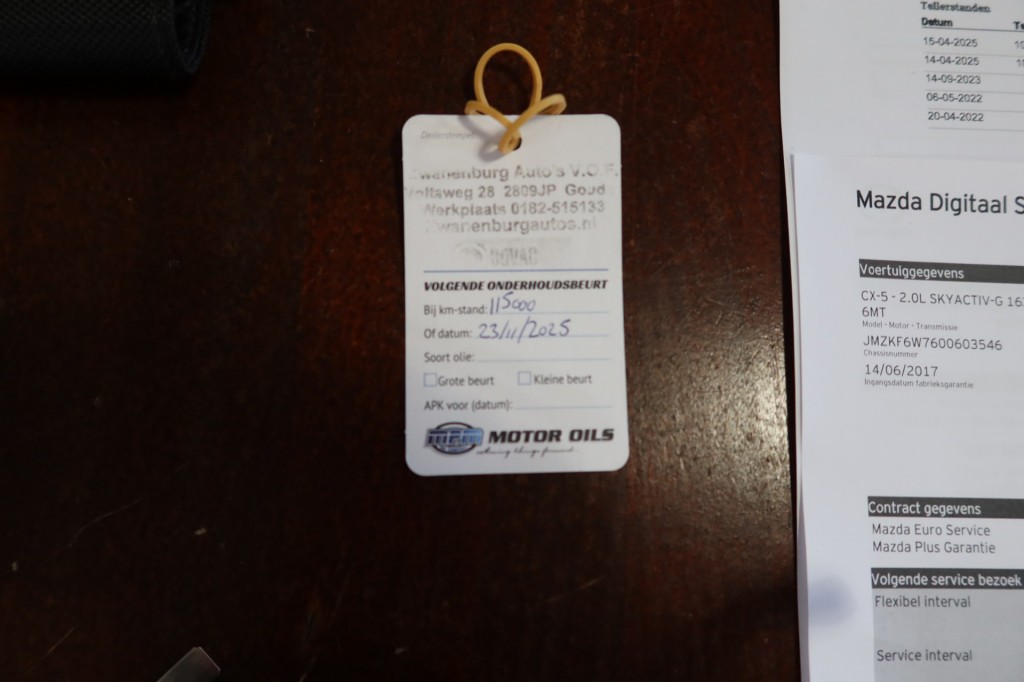 Dealerstempel
Auto's V.O.F.
28 2809JP
Werkplaats 0182-515133
Zwanenburgautos.nl
BOVAG
VOLGENDE ONDERHOUDSBEURT
Bij km-stand: 115000
Of datum: 23/11/2025
Soort olie:
Grote beurt Kleine beurt
APK voor (datum):
MPM MOTOR OILS
Tellerstanden
Datum
15-04-2025
14-04-2025
14-09-2023
06-05-2022
20-04-2022
Mazda Digitaal S
Voertuiggegevens
CX-5 - 2.0L SKYACTIV-G 16
6MT
Model - Motor - Transmissie
JMZKF6W7600603546
Chassisnummer
14/06/2017
Ingangsdatum fabrieksgarantie
Contract gegevens
Mazda Euro Service
Mazda Plus Garantie
Volgende service bezoek
Flexibel interval
Service interval